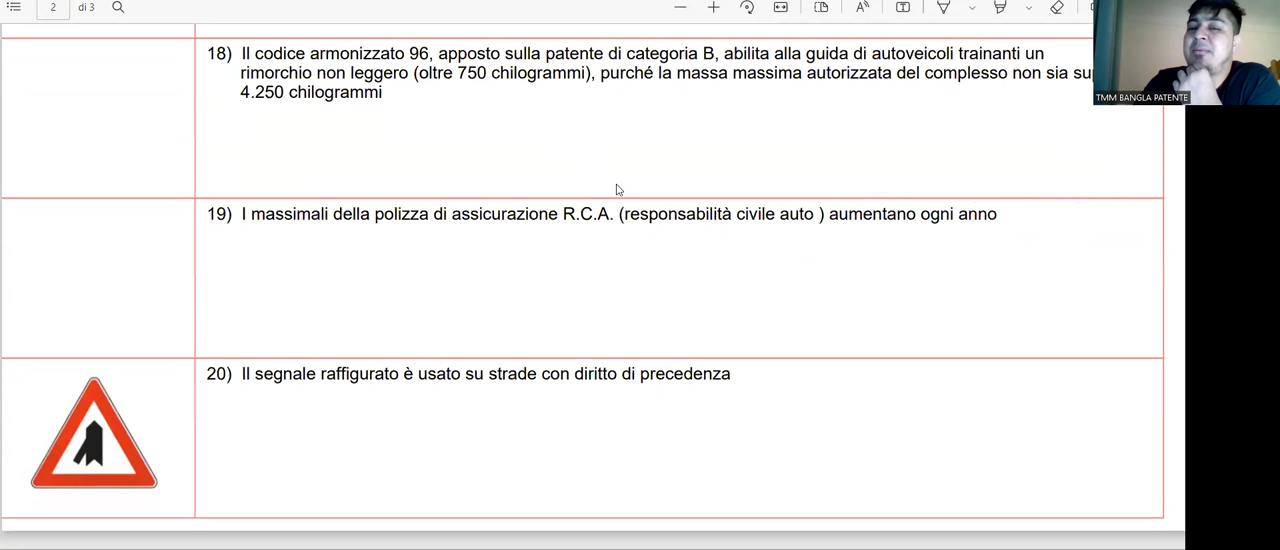 2
di 3
TMM BANGLA PATENTE
18) Il codice armonizzato 96, apposto sulla patente di categoria B, abilita alla guida di autoveicoli trainanti un
rimorchio non leggero (oltre 750 chilogrammi), purché la massa massima autorizzata del complesso non sia
4.250 chilogrammi
19) I massimali della polizza di assicurazione R.C.A. (responsabilità civile auto ) aumentano ogni anno
20) Il segnale raffigurato è usato su strade con diritto di precedenza